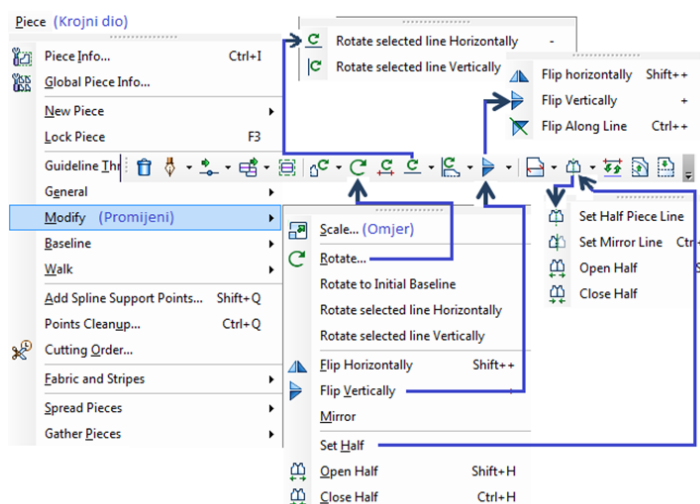 Piece (Krojni dio)
Piece Info... Ctrl+I
Global Piece Info...
New Piece
Lock Piece F3
Guideline Thr
General
Modify (Promijeni)
Baseline
Walk
Add Spline Support Points... Shift+Q
Points Cleanup... Ctrl+Q
Cutting Order...
Fabric and Stripes
Spread Pieces
Gather Pieces
Rotate selected line Horizontally -
Rotate selected line Vertically
Flip horizontally Shift++
Flip Vertically +
Flip Along Line Ctrl++
Scale... (Omjer)
Rotate...
Rotate to Initial Baseline
Rotate selected line Horizontally
Rotate selected line Vertically
Flip Horizontally Shift++
Flip Vertically
Mirror
Set Half
Open Half Shift+H
Close Half Ctrl+H
Set Half Piece Line
Set Mirror Line Ctr
Open Half
Close Half